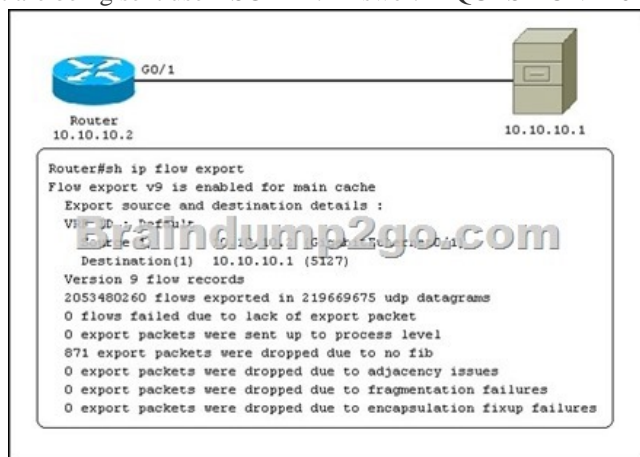 G0/1
Router
10.10.10.2
10.10.10.1
Router#sh ip flow export
Flow export v9 is enabled for main cache
Export source and destination details :
Default
Braindump2go.com
Destination(1) 10.10.10.1 (5127)
Version 9 flow records
2053480260 flows exported in 219669675 udp datagrams
0 flows failed due to lack of export packet
0 export packets were sent up to process level
871 export packets were dropped due to no fib
0 export packets were dropped due to adjacency issues
0 export packets were dropped due to fragmentation failures
0 export packets were dropped due to encapsulation fixup failures